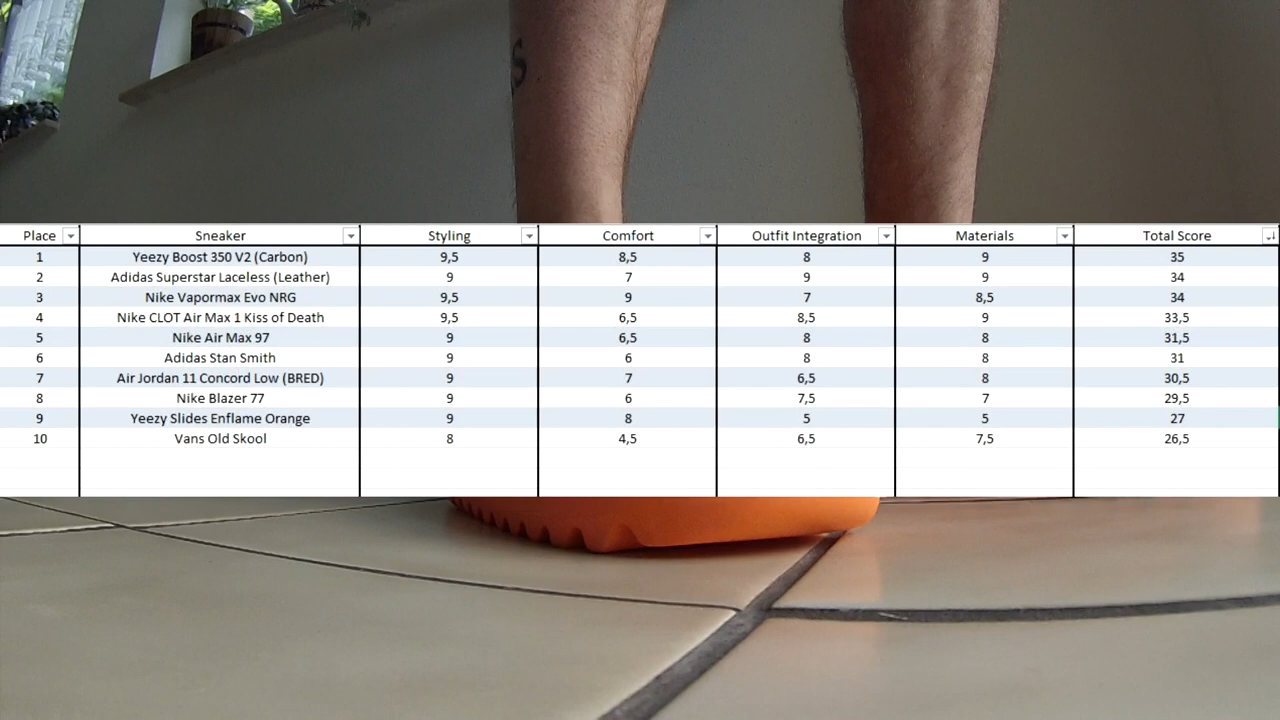 S
Place Sneaker Styling Comfort Outfit Integration Materials Total Score
1 Yeezy Boost 350 V2 (Carbon) 9,5 8,5 8 9 35
2 Adidas Superstar Laceless (Leather) 9 7 9 9 34
3 Nike Vapormax Evo NRG 9,5 9 7 8,5 34
4 Nike CLOT Air Max 1 Kiss of Death 9,5 6,5 8,5 9 33,5
5 Nike Air Max 97 9 6,5 8 8 31,5
6 Adidas Stan Smith 9 6 8 8 31
7 Air Jordan 11 Concord Low (BRED) 9 7 6,5 8 30,5
8 Nike Blazer 77 9 6 7,5 7 29,5
9 Yeezy Slides Enflame Orange 9 8 5 5 27
10 Vans Old Skool 8 4,5 6,5 7,5 26,5